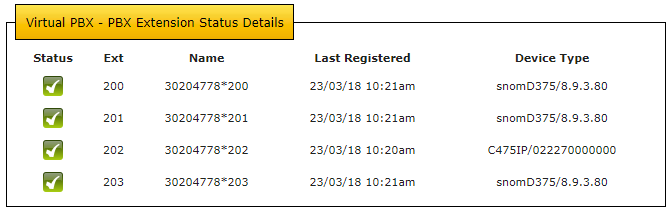 Virtual PBX - PBX Extension Status Details
Status Ext Name Last Registered Device Type
200 30204778*200 23/03/18 10:21am snomD375/8.9.3.80
201 30204778*201 23/03/18 10:21am snomD375/8.9.3.80
202 30204778*202 23/03/18 10:20am C475IP/022270000000
203 30204778*203 23/03/18 10:21am snomD375/8.9.3.80